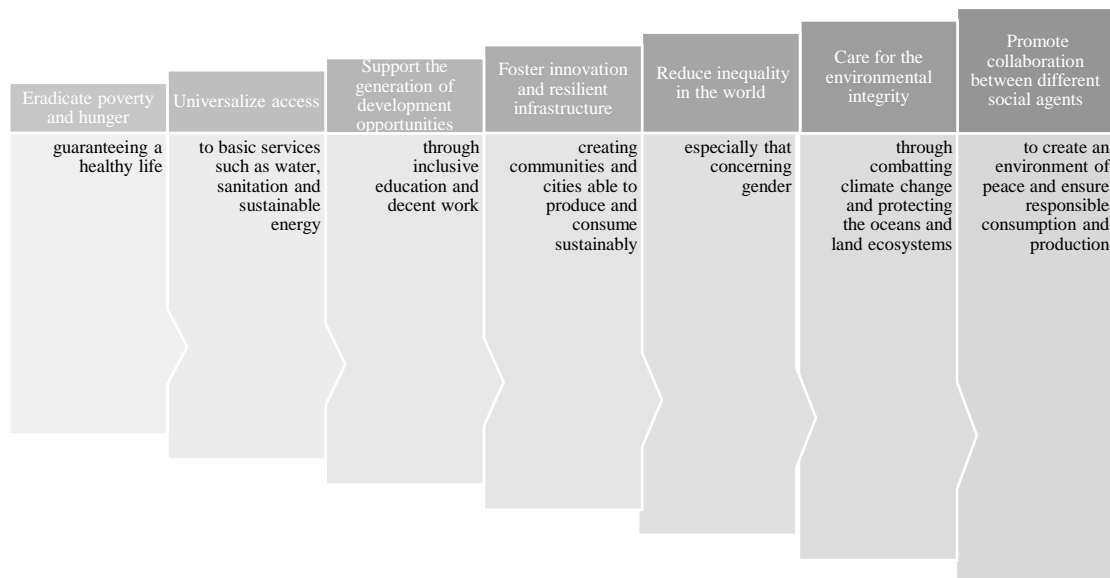 Eradicate poverty
and hunger
guaranteeing a
healthy life
Universalize access
to basic services
such as water,
sanitation and
sustainable
energy
Support the
generation of
development
opportunities
through
inclusive
education and
decent work
Foster innovation
and resilient
infrastructure
creating
communities and
cities able to
produce and
consume
sustainably
Reduce inequality
in the world
especially that
concerning
gender
Care for the
environmental
integrity
through
combatting
climate change
and protecting
the oceans and
land ecosystems
Promote
collaboration
between different
social agents
to create an
environment of
peace and ensure
responsible
consumption and
production